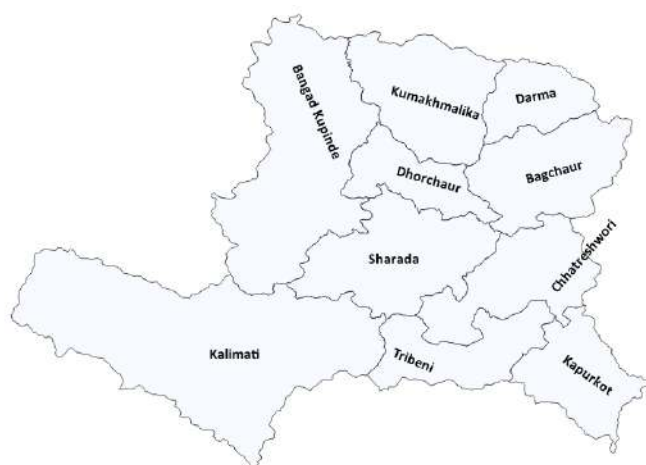 Bangad Kupinde
Kumakhmalika
Darma
Dhorchaur
Bagchaur
Sharada
Chhatreshwori
Kalimati
Tribeni
Kapurkot